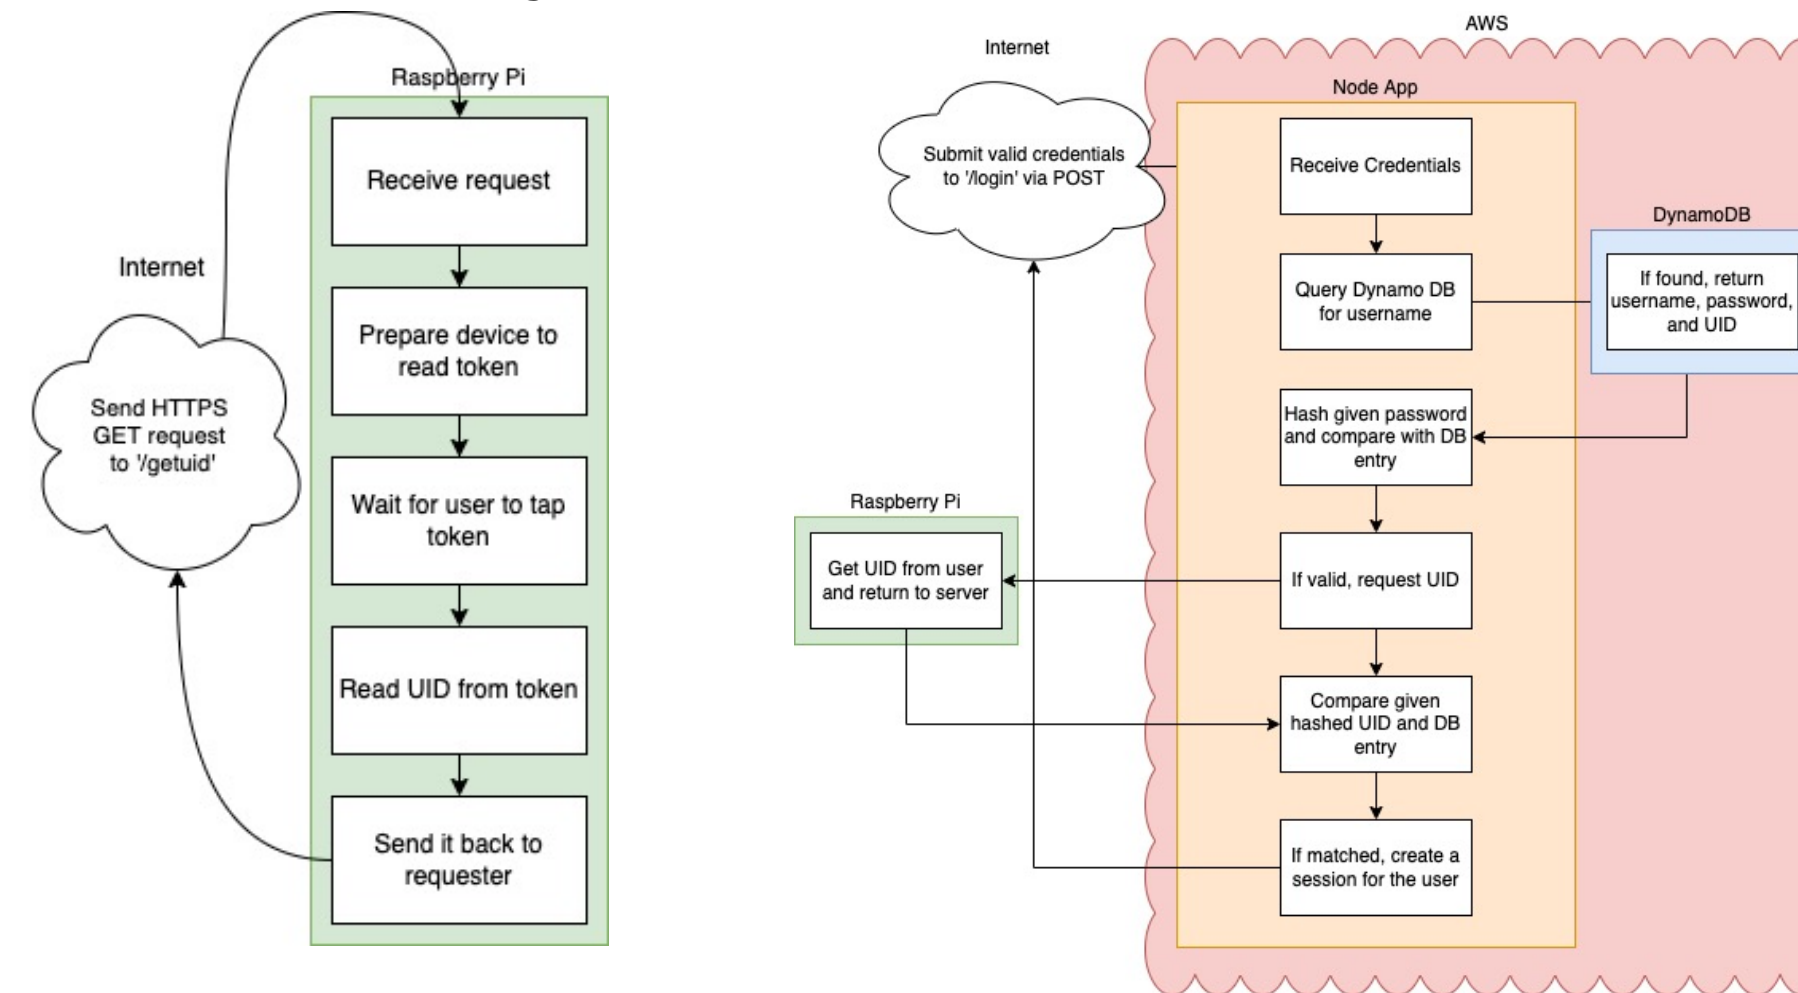 Raspberry Pi
Receive request
Prepare device to
read token
Wait for user to tap
token
Read UID from token
Send it back to
requester
Internet
Send HTTPS
GET request
to '/getuid'
AWS
Internet
Submit valid credentials
to '/login' via POST
Node App
Receive Credentials
Query Dynamo DB
for username
DynamoDB
If found, return
username, password,
and UID
Hash given password
and compare with DB
entry
Raspberry Pi
Get UID from user
and return to server
If valid, request UID
Compare given
hashed UID and DB
entry
If matched, create a
session for the user